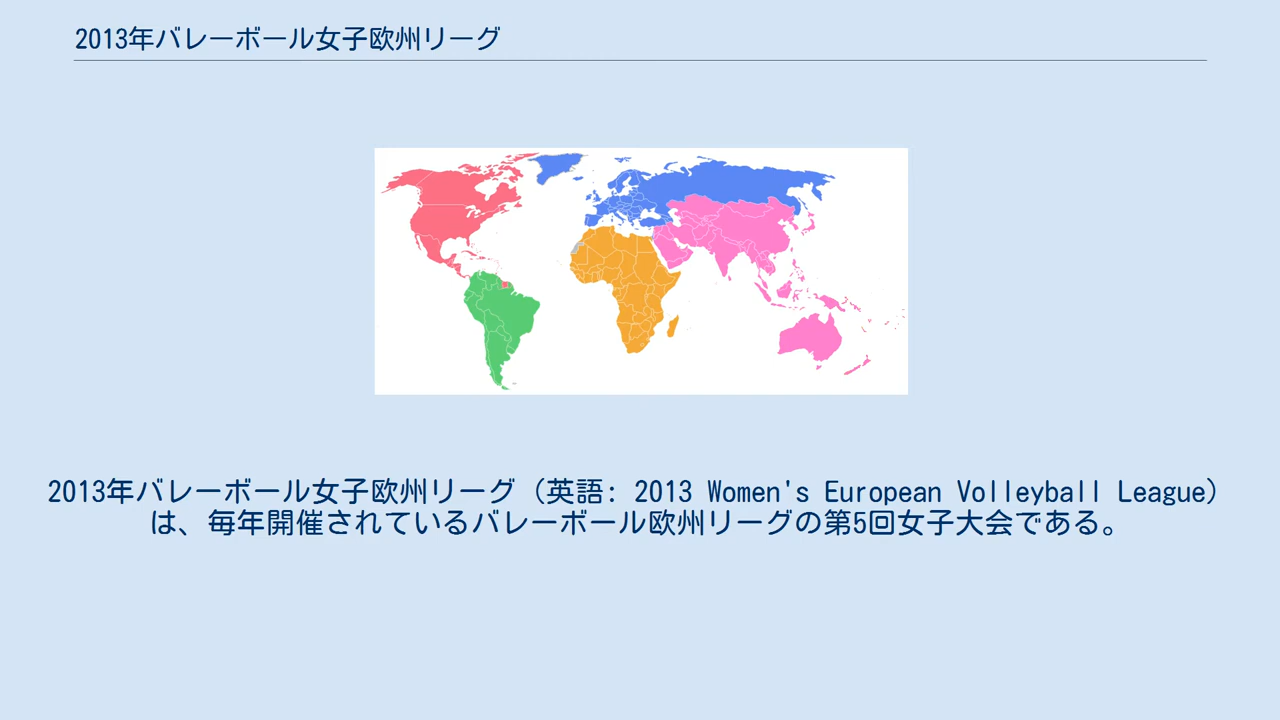 2013年バレーボール女子欧州リーグ
2013年バレーボール女子欧州リーグ（英語: 2013 Women's European Volleyball League）
は、毎年開催されているバレーボール欧州リーグの第5回女子大会である。